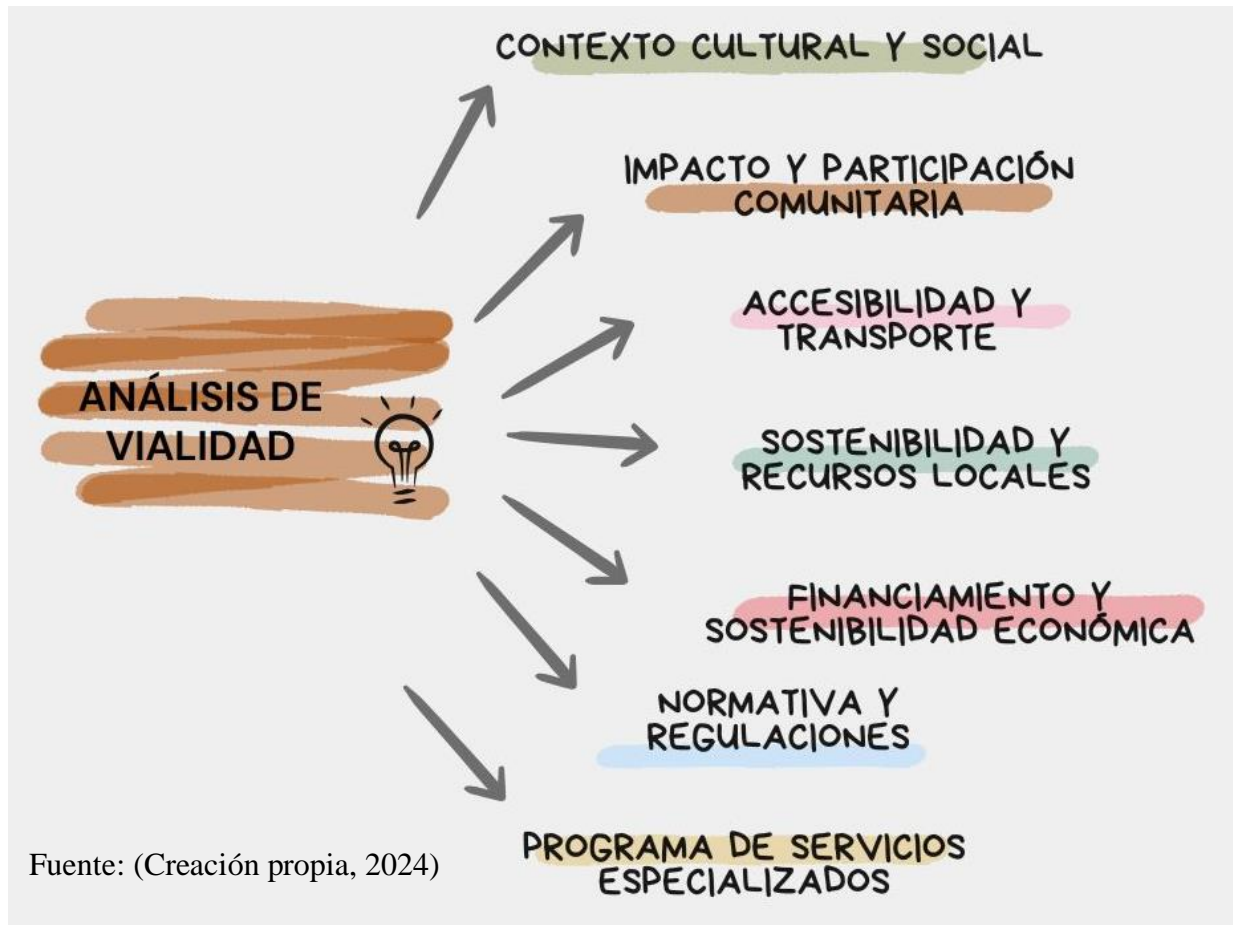 CONTEXTO CULTURAL Y SOCIAL
IMPACTO Y PARTICIPACIÓN
COMUNITARIA
ACCESIBILIDAD Y
TRANSPORTE
ANÁLISIS DE
VIALIDAD
SOSTENIBILIDAD Y
RECURSOS LOCALES
FINANCIAMIENTO Y
SOSTENIBILIDAD ECONÓMICA
NORMATIVA Y
REGULACIONES
PROGRAMA DE SERVICIOS
ESPECIALIZADOS
Fuente: (Creación propia, 2024)